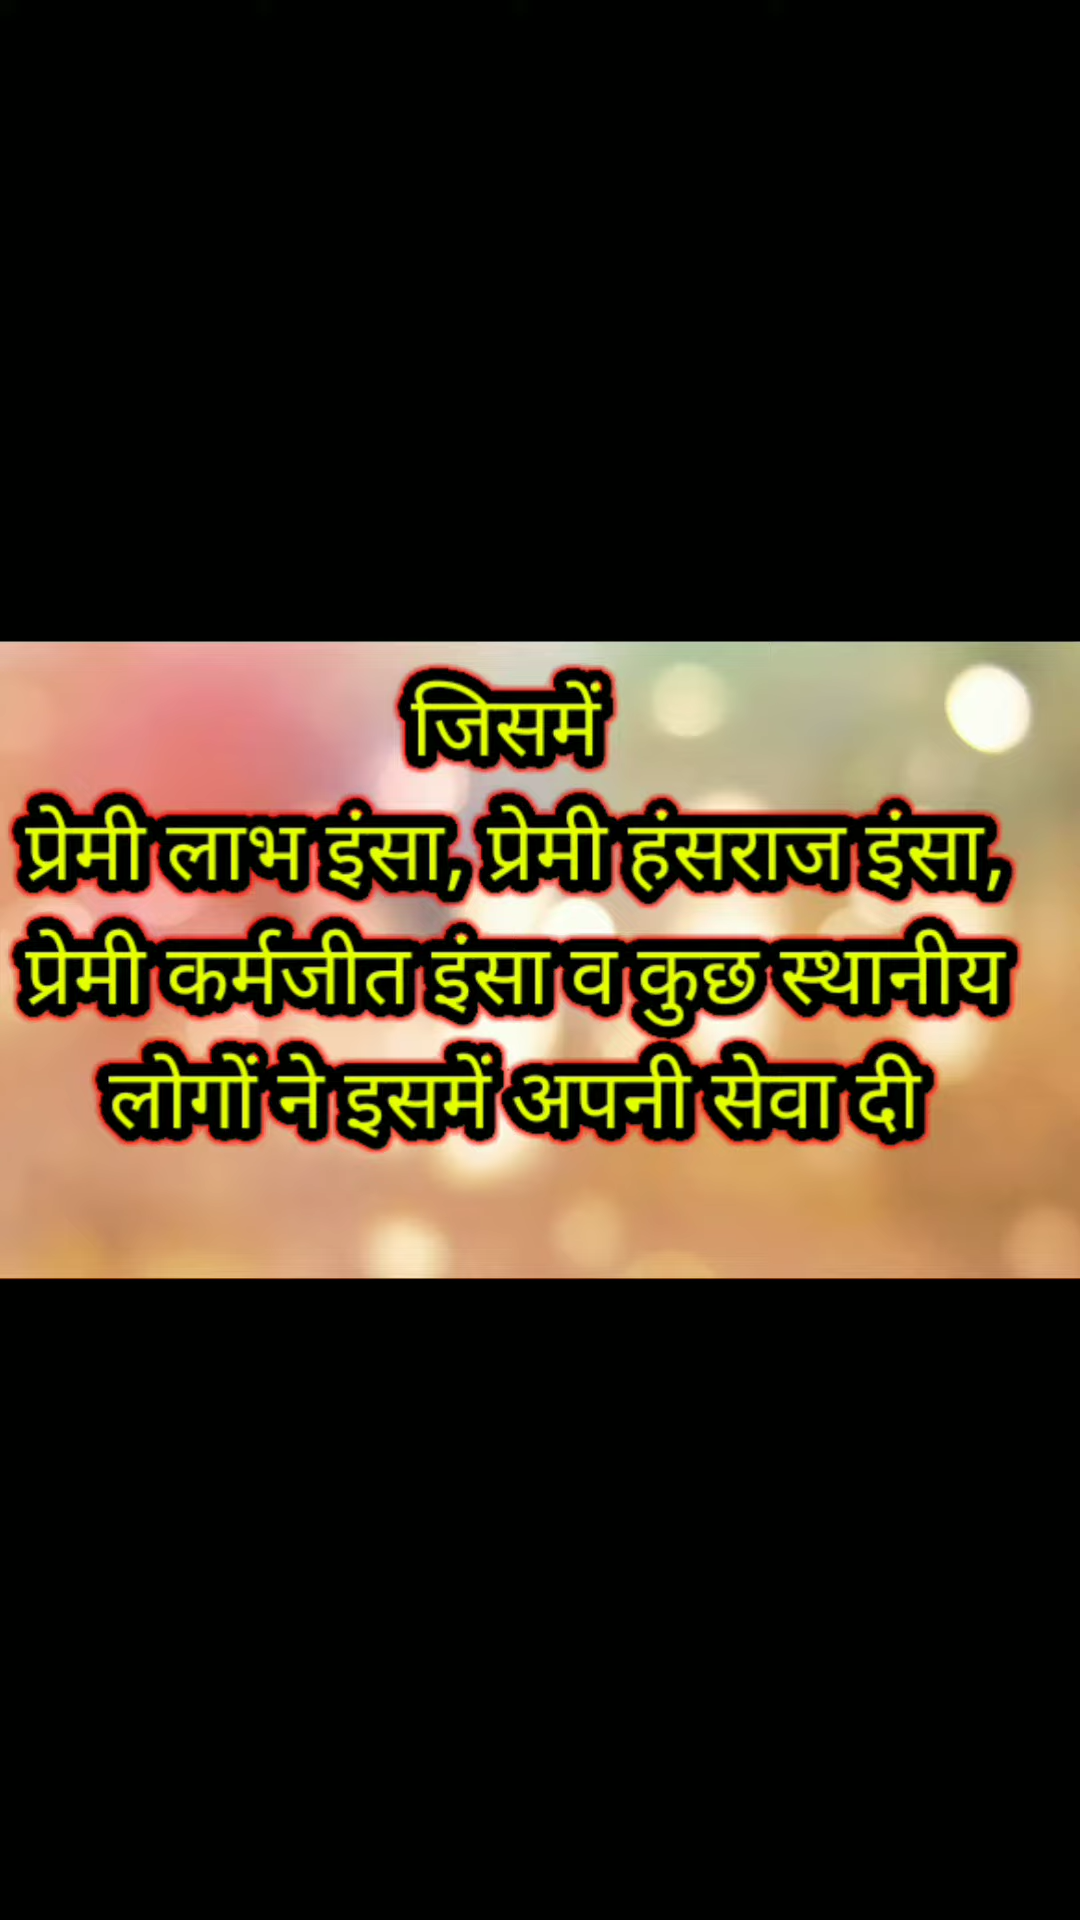 जिसमें
प्रेमी लाभ इंसा, प्रेमी हंसराज इंसा,
प्रेमी कर्मजीत इंसा व कुछ स्थानीय
लोगों ने इसमें अपनी सेवा दी